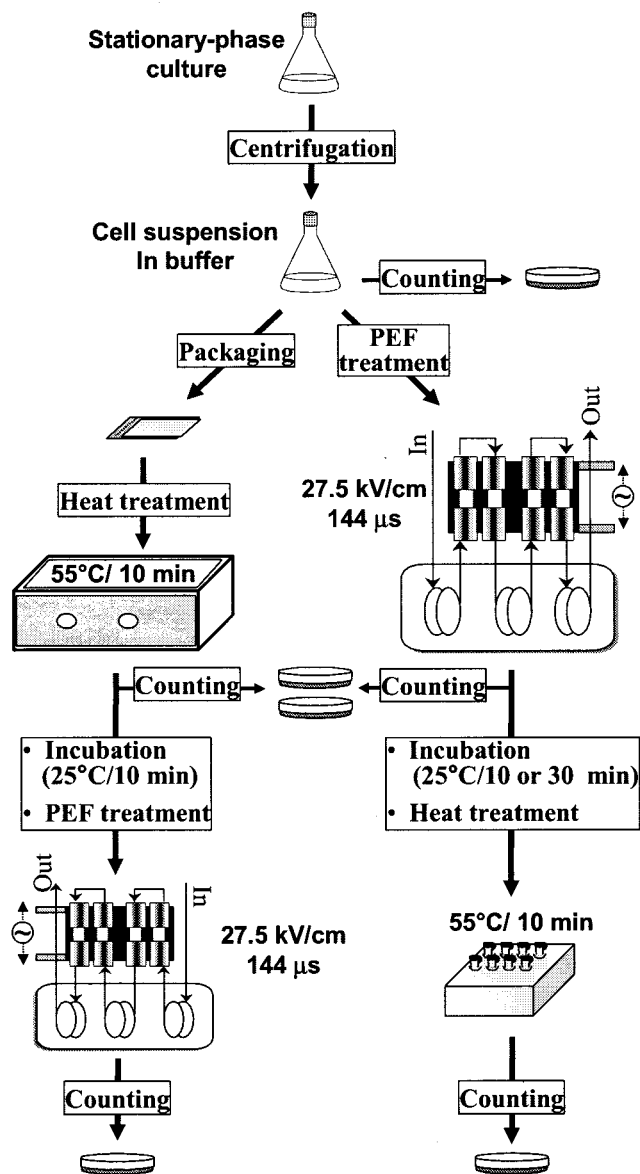 Stationary-phase
culture
Centrifugation
Cell suspension
In buffer
Counting
Packaging
PEF
treatment
In
Out
27.5 kV/cm
144 μs
~
Heat treatment
55°C/ 10 min
Counting
Counting
• Incubation
(25°C/10 min)
• PEF treatment
• Incubation
(25°C/10 or 30 min)
• Heat treatment
Out
In
~
27.5 kV/cm
144 μs
55°C/ 10 min
Counting
Counting